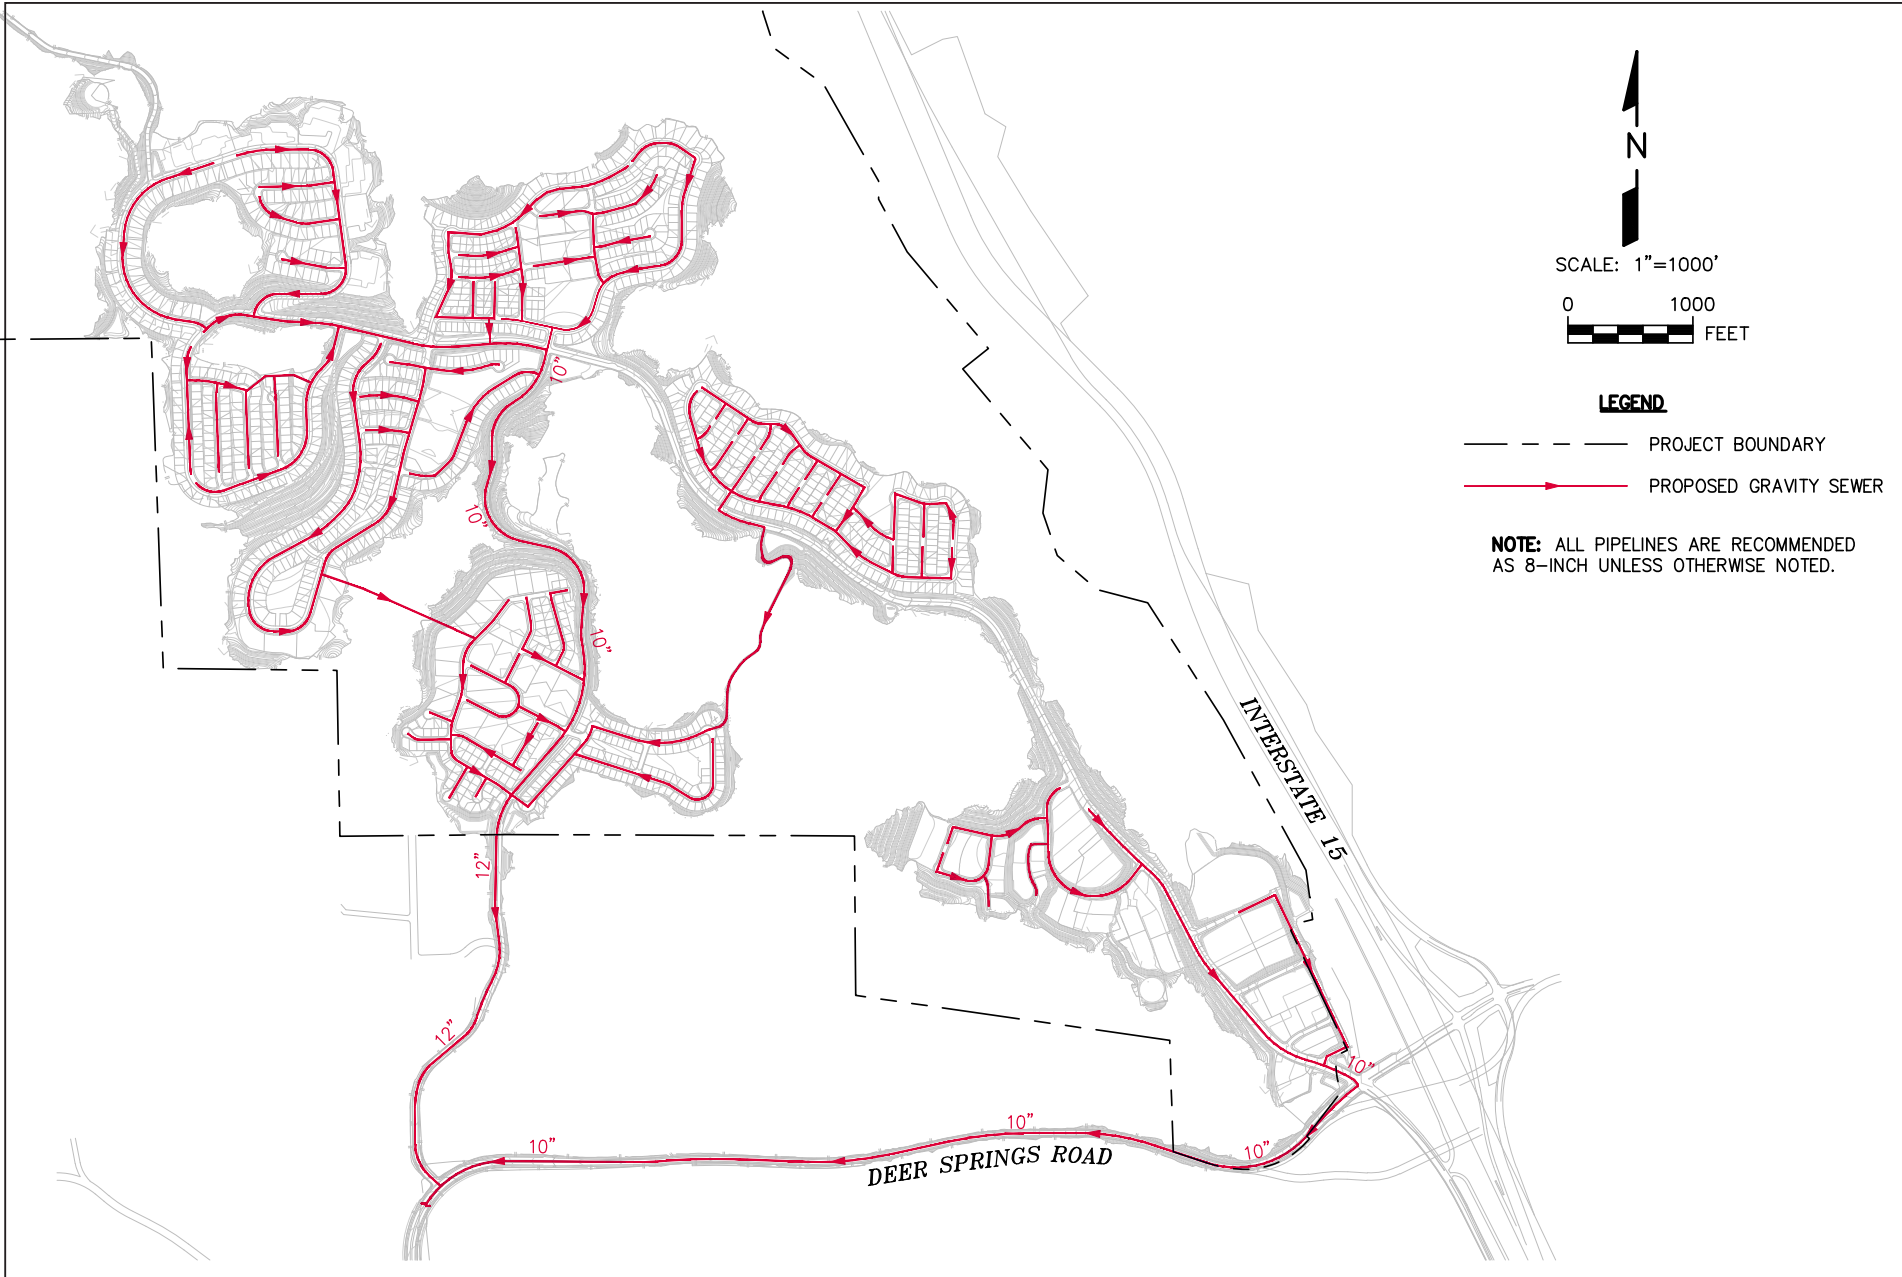 N
SCALE: 1"=1000'
0 1000
FEET
LEGEND
PROJECT BOUNDARY
PROPOSED GRAVITY SEWER
NOTE: ALL PIPELINES ARE RECOMMENDED
AS 8-INCH UNLESS OTHERWISE NOTED.
10"
10"
10"
INTERSTATE 15
12"
12"
10"
10"
10"
10"
DEER SPRINGS ROAD